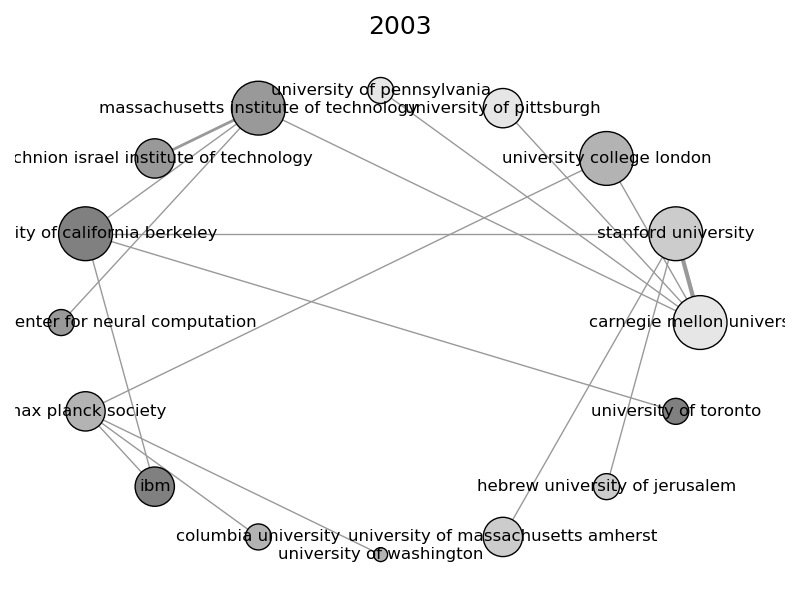 2003
university of pennsylvania
massachusetts institute of technology
university of pittsburgh
chnion israel institute of technology
university college london
ity of california berkeley
stanford university
enter for neural computation
carnegie mellon univers
max planck society
university of toronto
ibm
hebrew university of jerusalem
columbia university
university of massachusetts amherst
university of washington